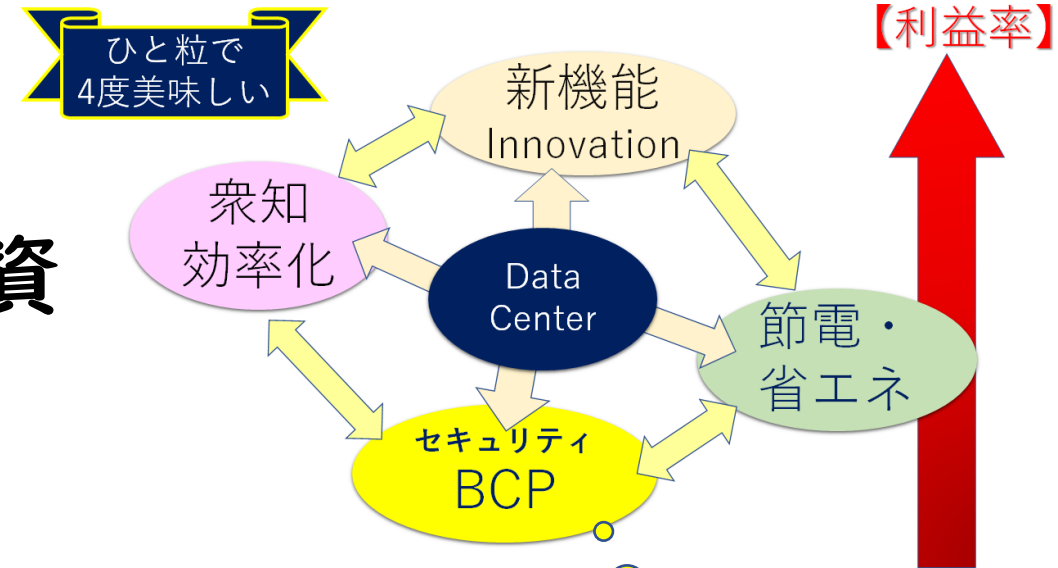 ひと粒で
4度美味しい
【利益率】
新機能
Innovation
衆知
効率化
資
Data
Center
節電・
省エネ
セキュリティ
BCP